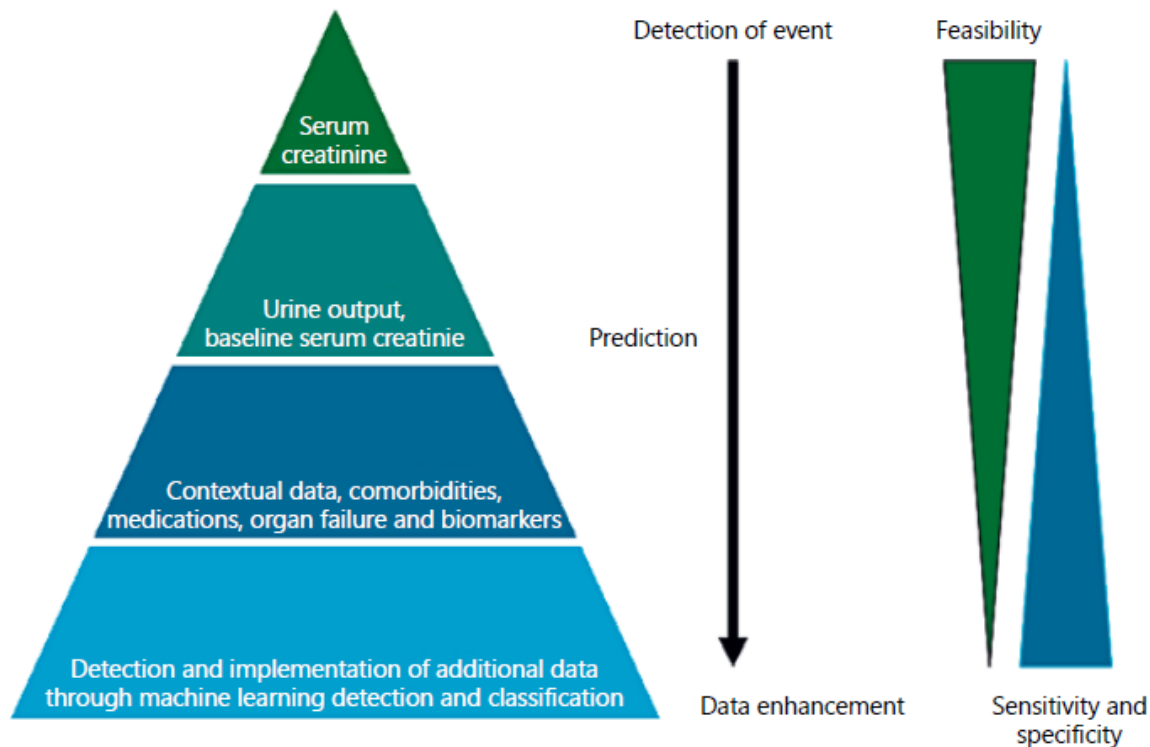 Detection of event
Feasibility
Serum
creatinine
Urine output,
baseline serum creatinie
Prediction
Contextual data, comorbidities,
medications, organ failure and biomarkers
Detection and implementation of additional data
through machine learning detection and classification
Data enhancement
Sensitivity and
specificity